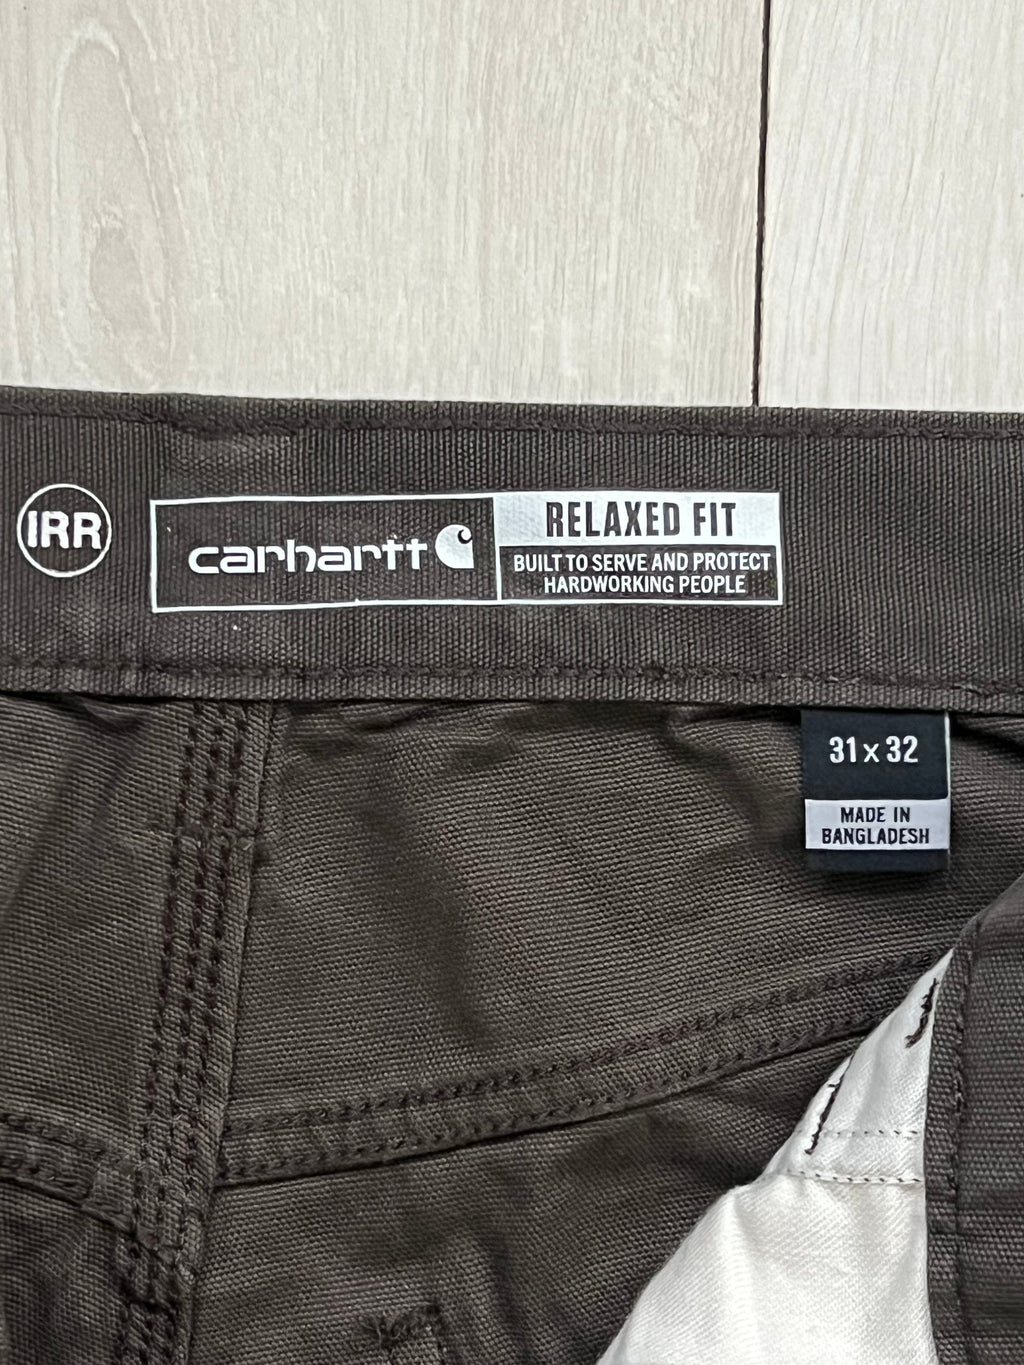 IRR
carhartt
RELAXED FIT
BUILT TO SERVE AND PROTECT
HARDWORKING PEOPLE
31 x 32
MADE IN
BANGLADESH